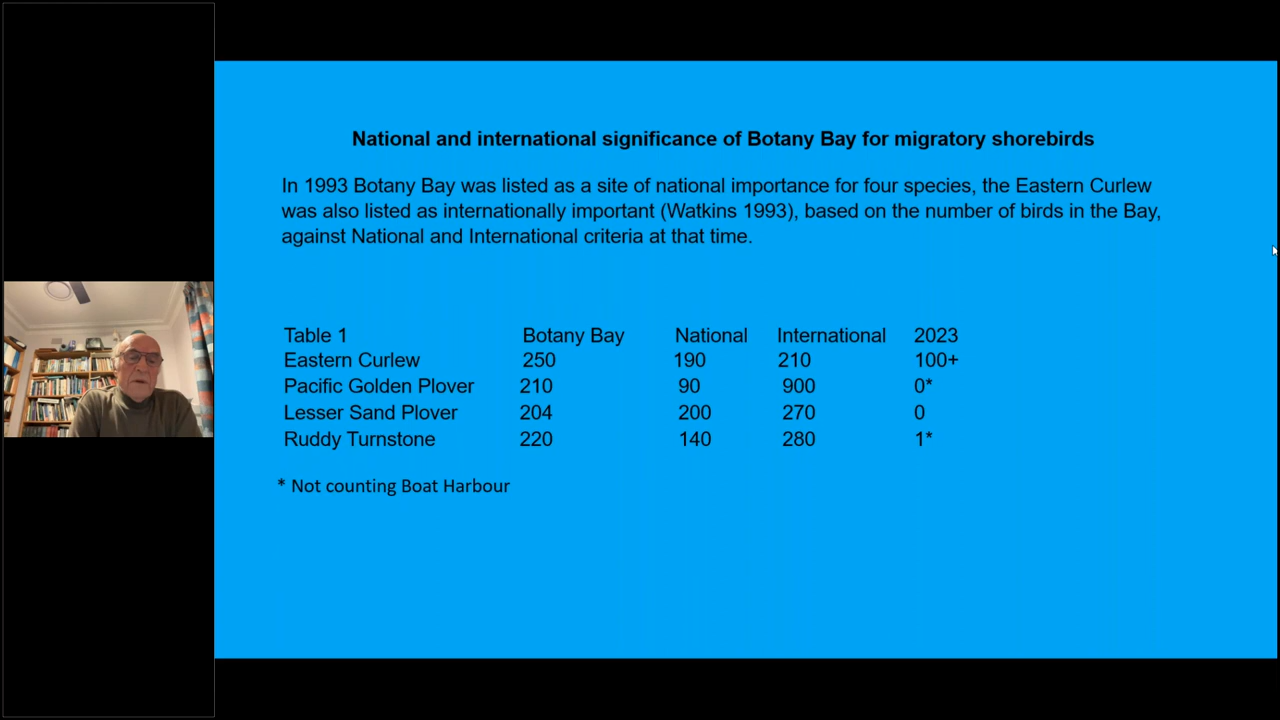 National and international significance of Botany Bay for migratory shorebirds
In 1993 Botany Bay was listed as a site of national importance for four species, the Eastern Curlew
was also listed as internationally important (Watkins 1993), based on the number of birds in the Bay,
against National and International criteria at that time.
Table 1 Botany Bay National International 2023
Eastern Curlew 250 190 210 100+
Pacific Golden Plover 210 90 900 0*
Lesser Sand Plover 204 200 270 0
Ruddy Turnstone 220 140 280 1*
* Not counting Boat Harbour